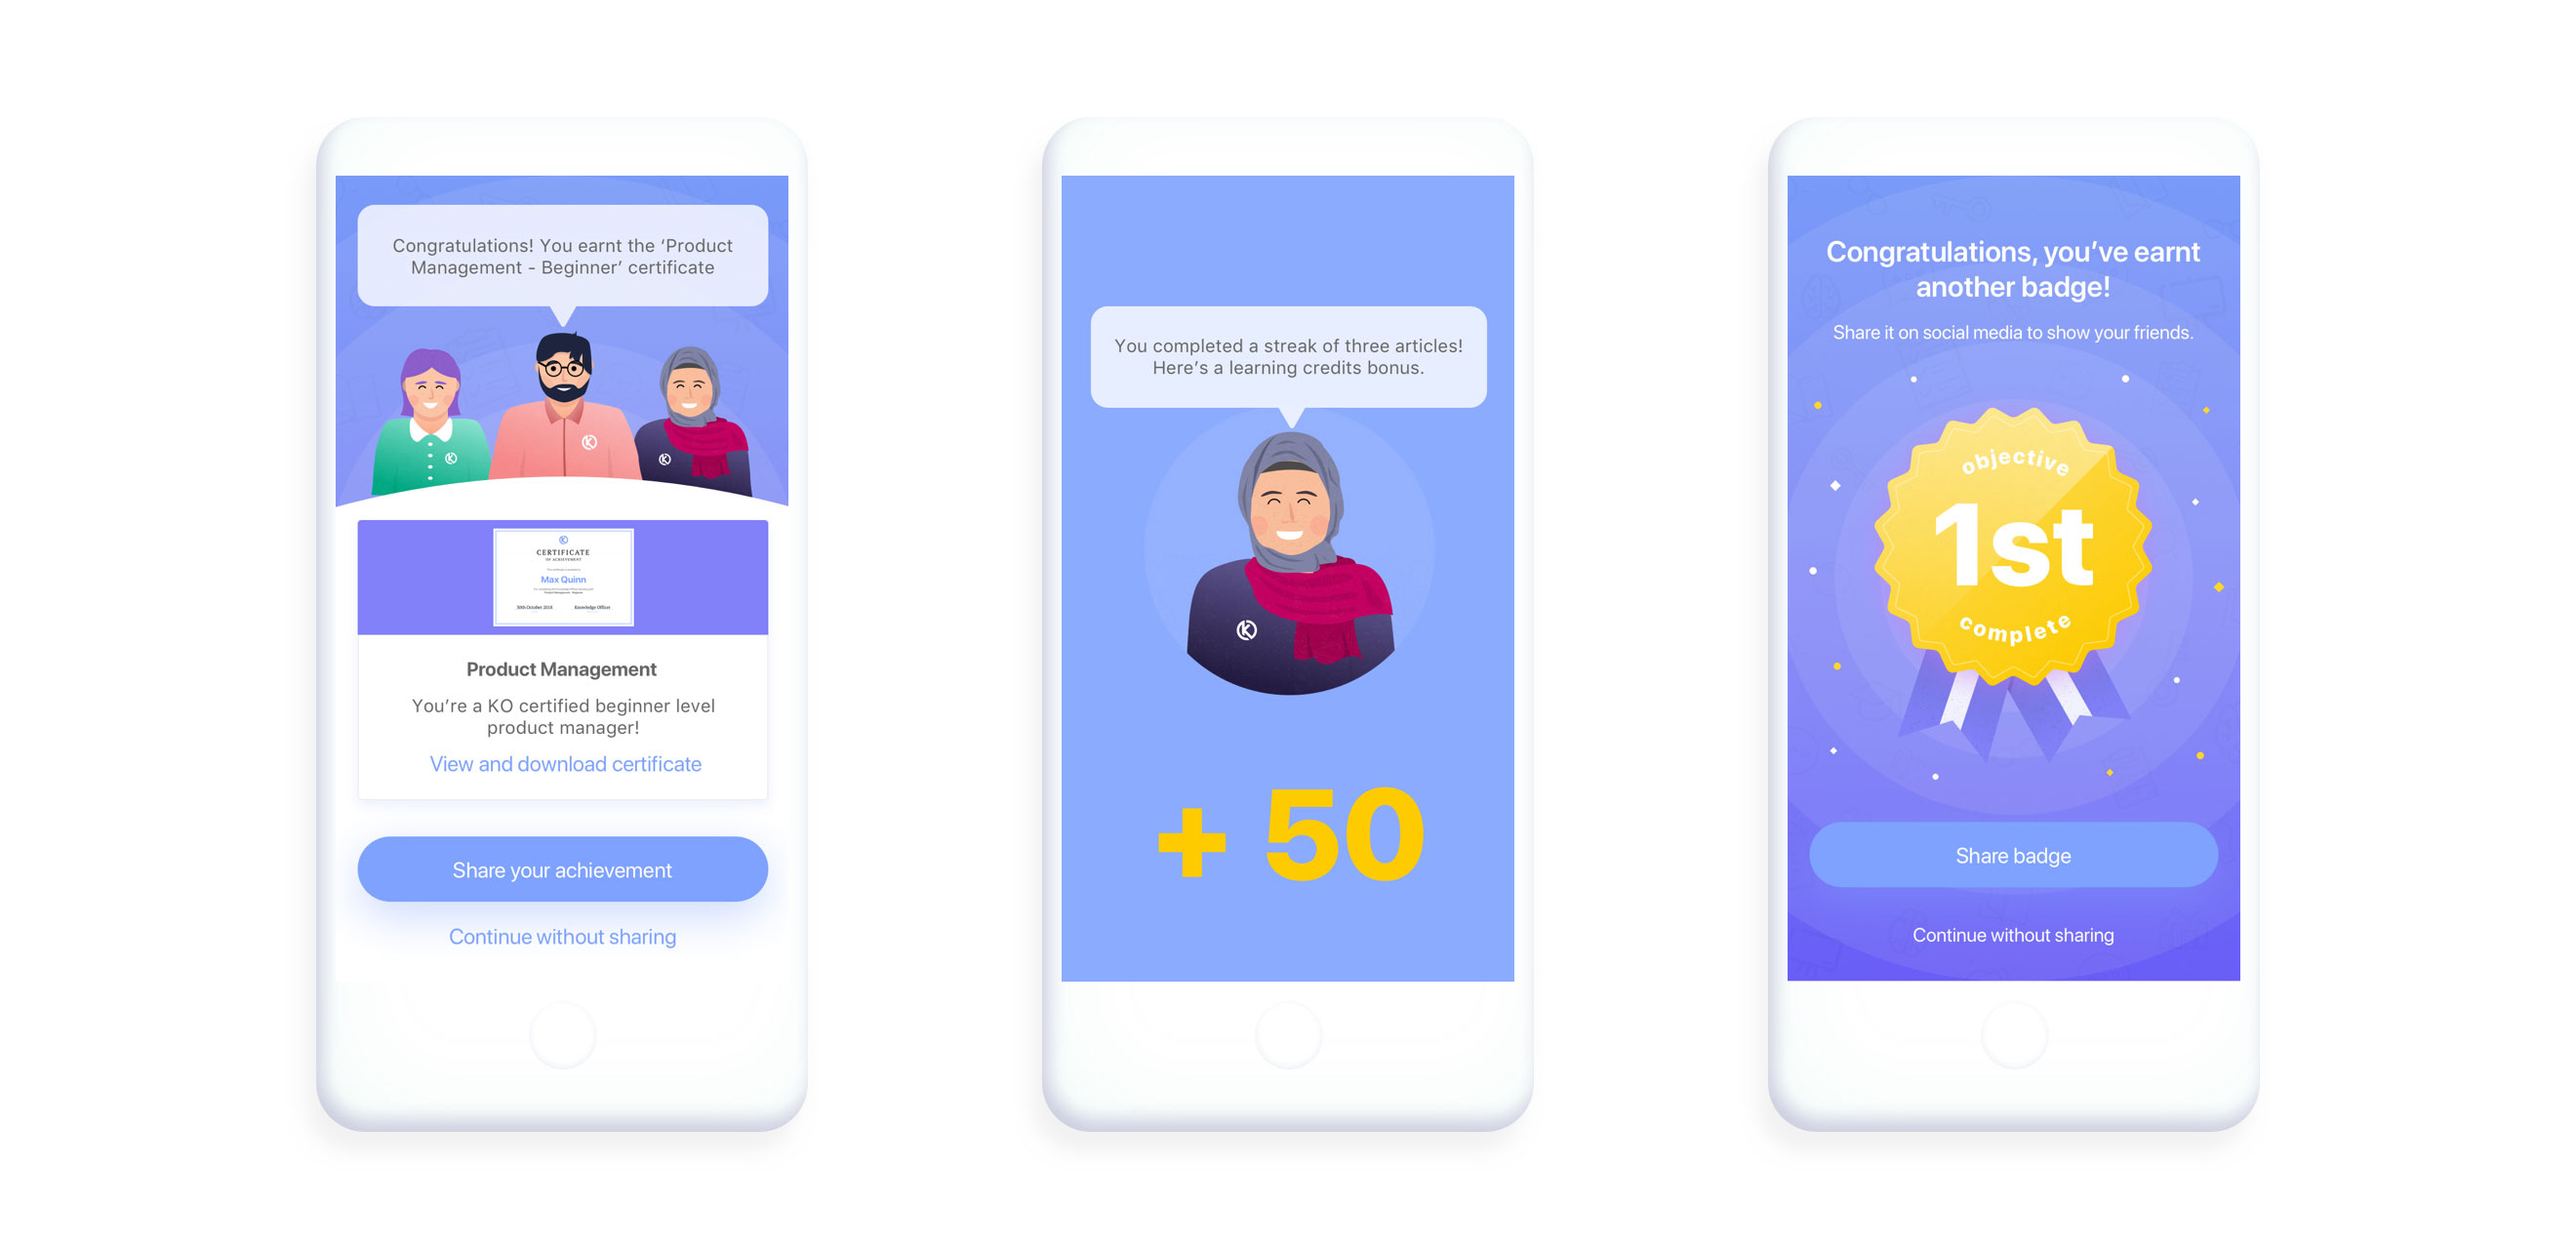 Congratulations! You earnt the ‘Product
Management - Beginner’ certificate
CERTIFICATE
OF ACHIEVEMENT
Max Quinn
30th October 2018
Knowledge Officer
Product Management
You’re a KO certified beginner level
product manager!
View and download certificate
Share your achievement
Continue without sharing
You completed a streak of three articles!
Here’s a learning credits bonus.
+ 50
Congratulations, you’ve earnt
another badge!
Share it on social media to show your friends.
objective
1st
complete
Share badge
Continue without sharing